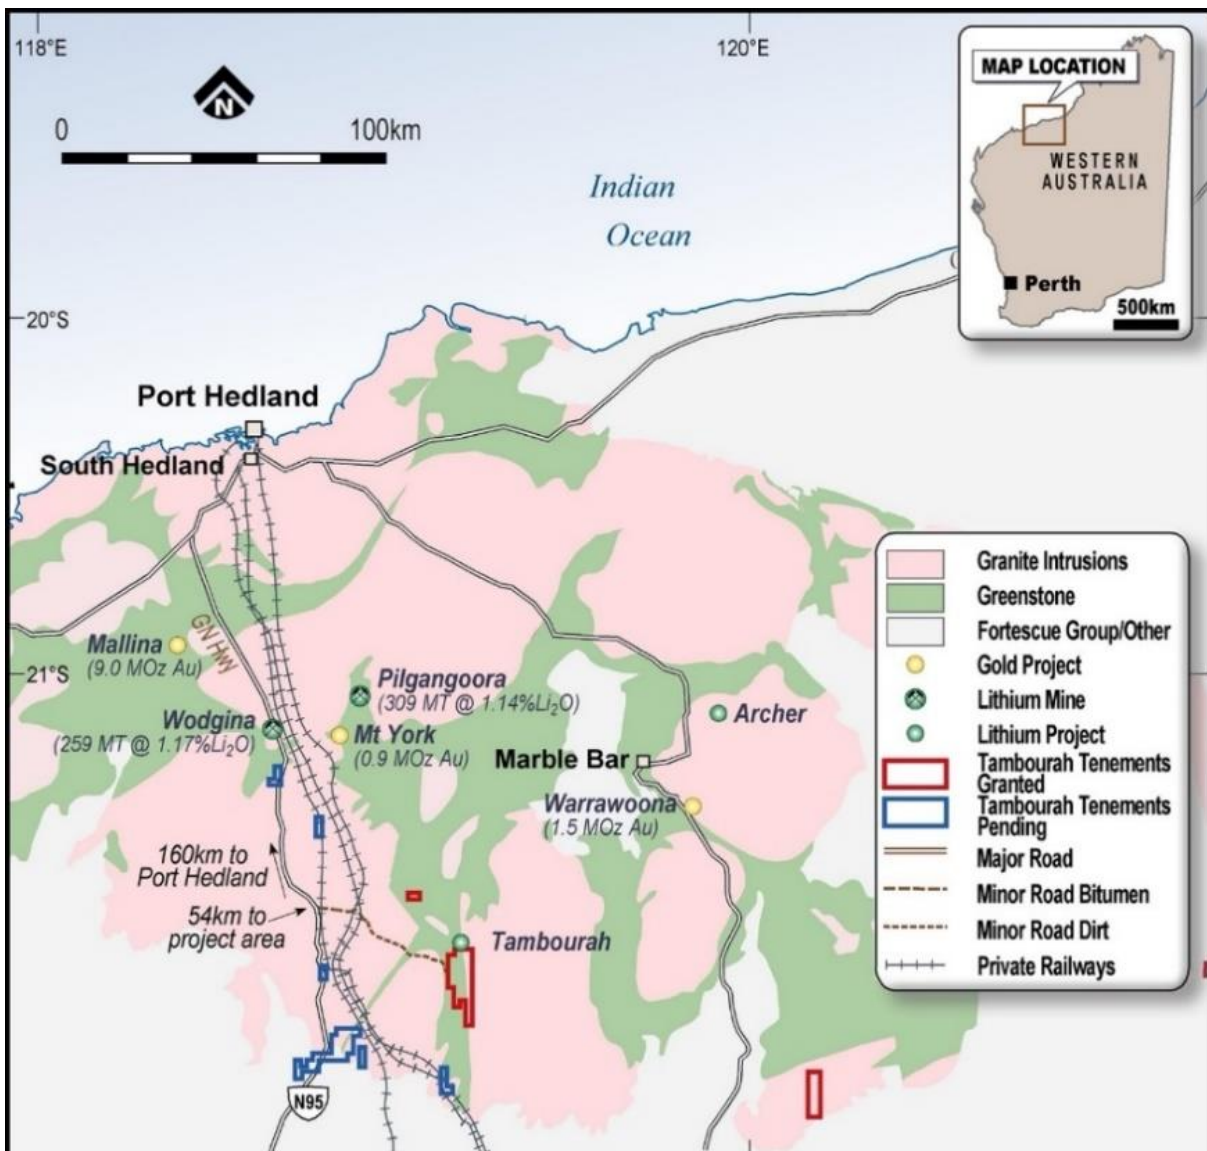 118°E
120°E
N
0
100km
MAP LOCATION
WESTERN
AUSTRALIA
Perth
500km
Indian
Ocean
20°S
Port Hedland
South Hedland
GN HW
Mallina
(9.0 MOz Au)
21°S
Pilgangoora
(309 MT @ 1.14%Li₂O)
Wodgina
(259 MT @ 1.17%Li₂O)
Mt York
(0.9 MOz Au)
Archer
Marble Bar
Warrawoona
(1.5 MOz Au)
160km to
Port Hedland
54km to
project area
Tambourah
N95
Granite Intrusions
Greenstone
Fortescue Group/Other
Gold Project
Lithium Mine
Lithium Project
Tambourah Tenements
Granted
Tambourah Tenements
Pending
Major Road
Minor Road Bitumen
Minor Road Dirt
Private Railways